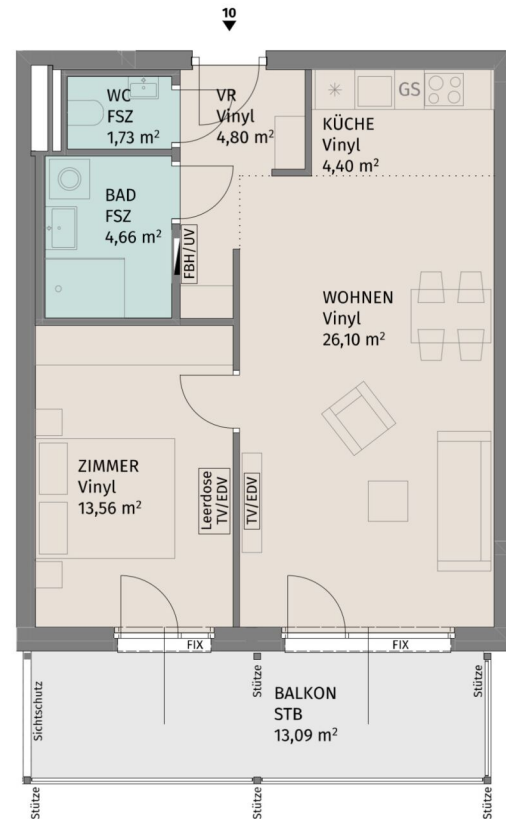 10
WC
FSZ
1,73 m²
VR
Vinyl
4,80 m²
GS
KÜCHE
Vinyl
4,40 m²
BAD
FSZ
4,66 m²
FBH/UV
WOHNEN
Vinyl
26,10 m²
ZIMMER
Vinyl
13,56 m²
Leerdose
TV/EDV
TV/EDV
FIX
FIX
Sichtschutz
Stütze
Stütze
BALKON
STB
13,09 m²
Stütze
Stütze
Stütze